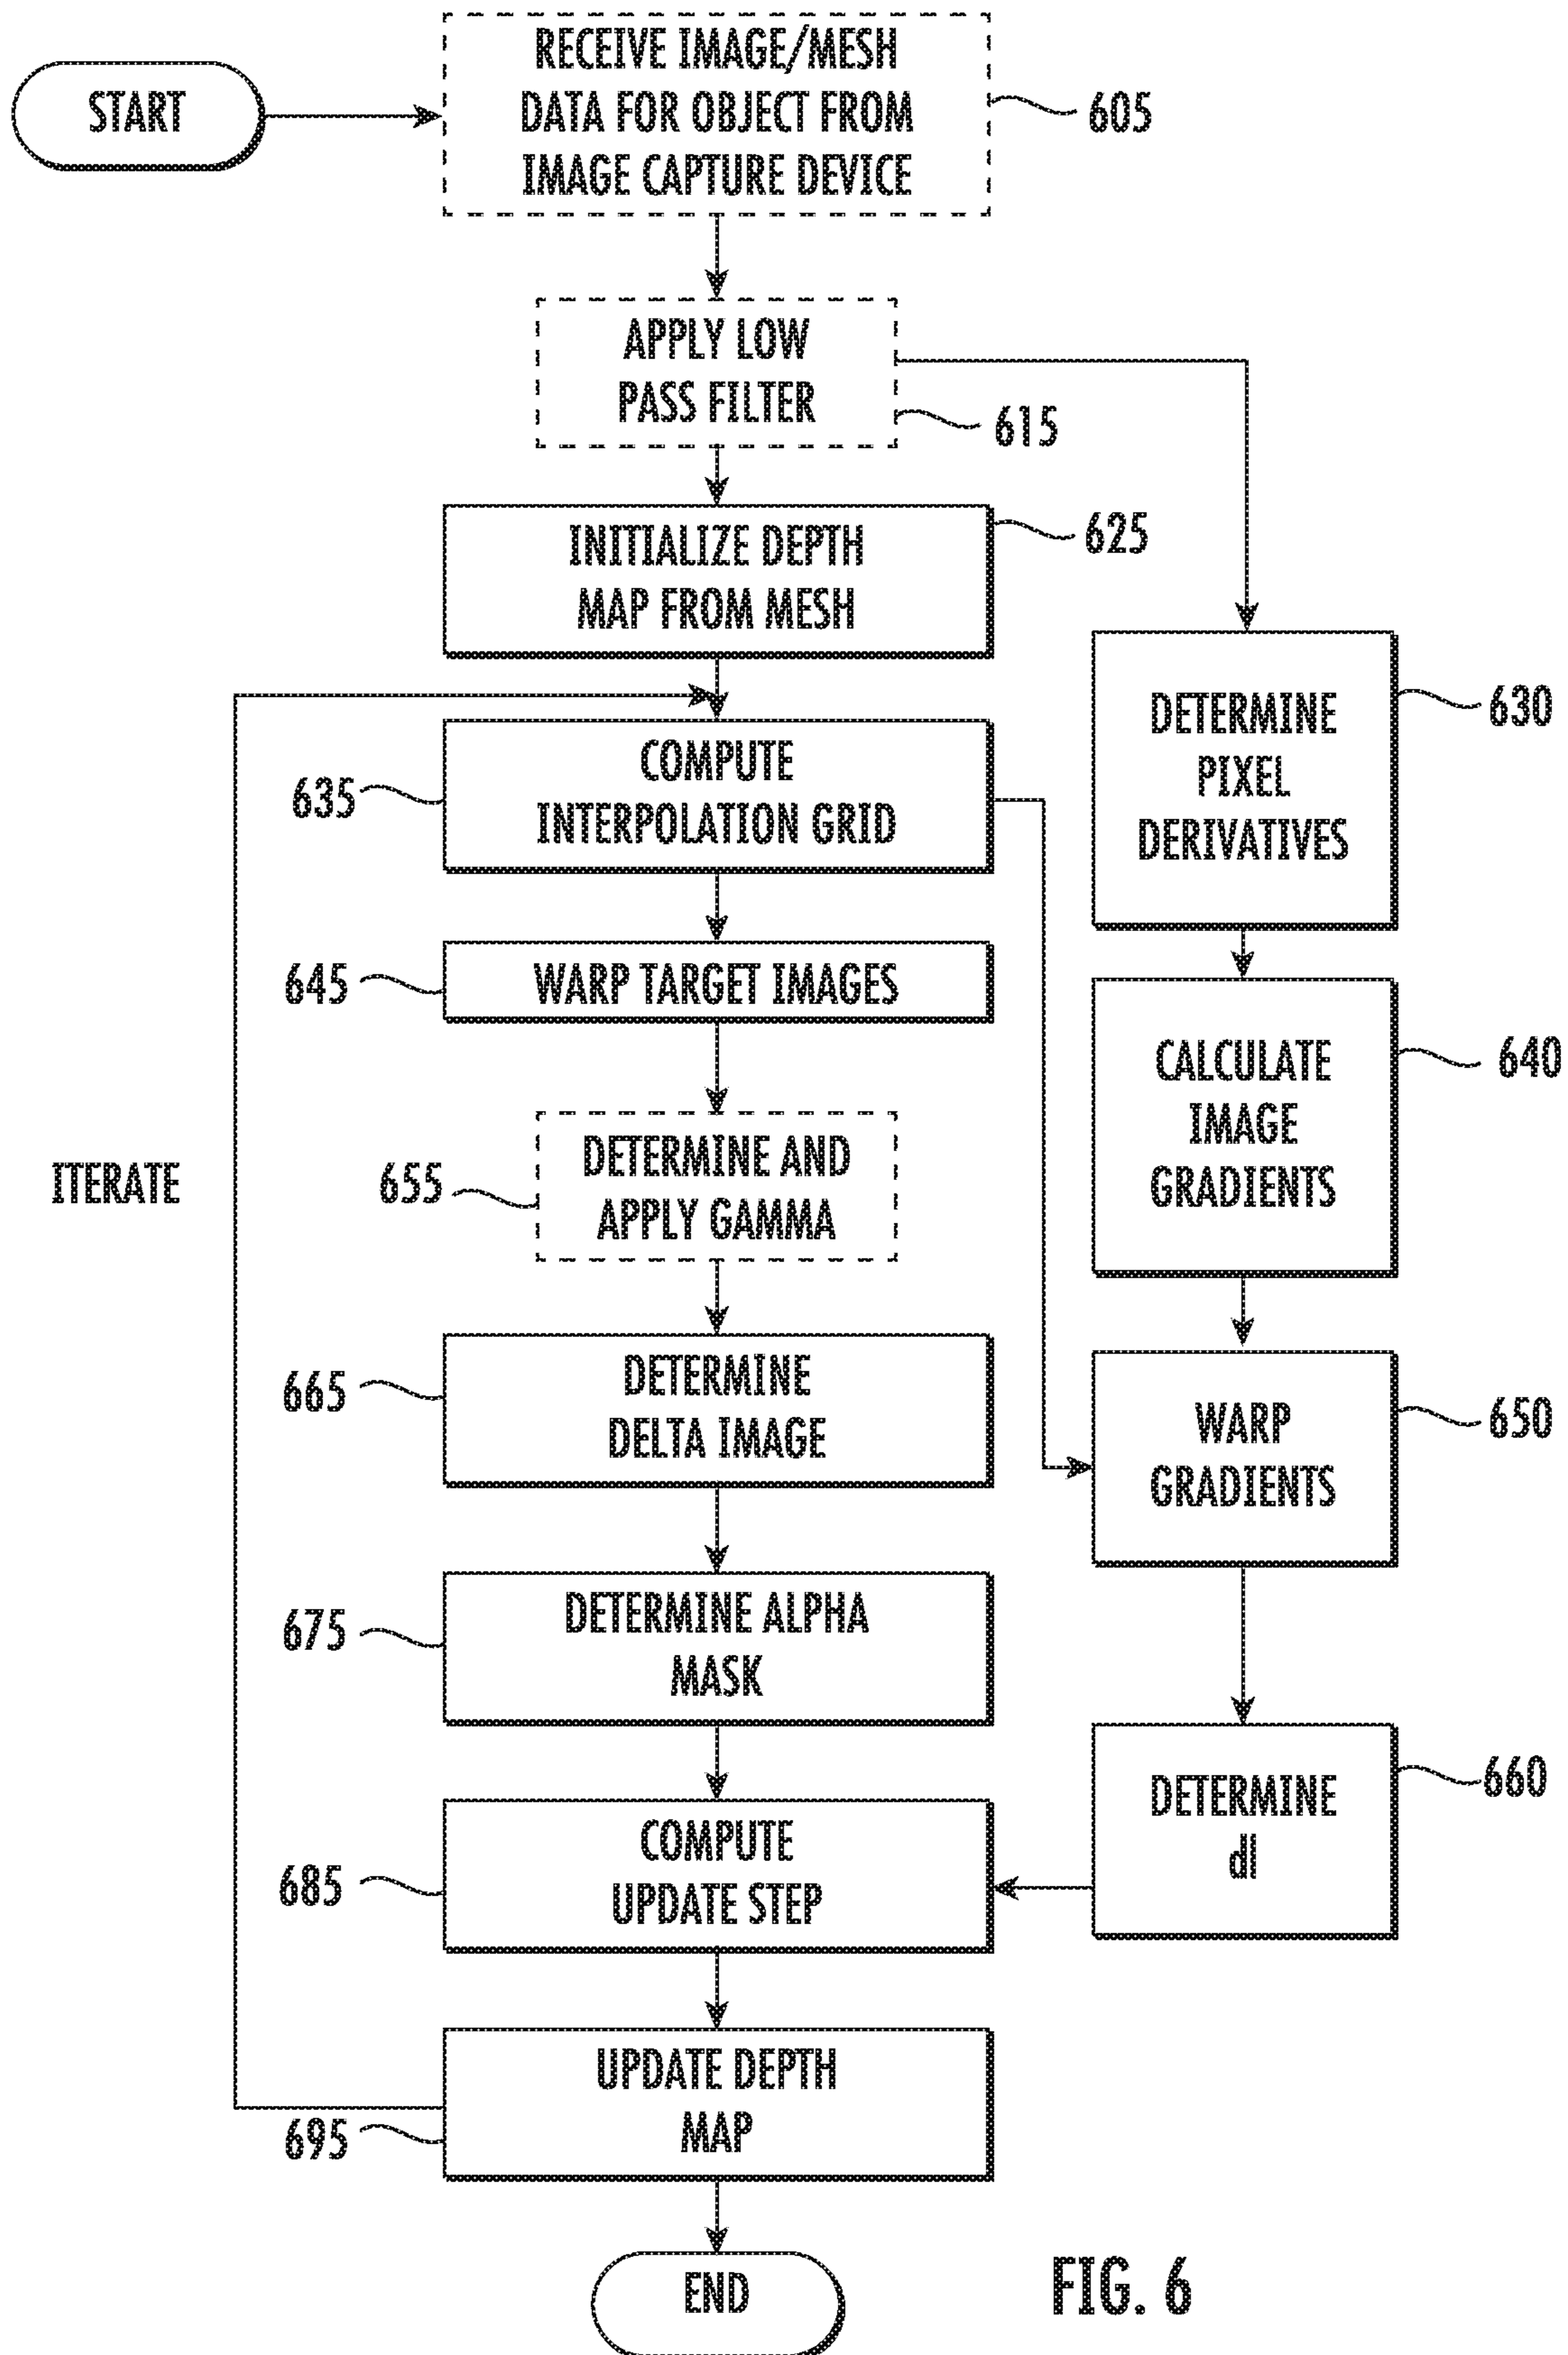 START
RECEIVE IMAGE/MESH
DATA FOR OBJECT FROM
IMAGE CAPTURE DEVICE
605
APPLY LOW
PASS FILTER
615
INITIALIZE DEPTH
MAP FROM MESH
625
DETERMINE
PIXEL
DERIVATIVES
630
COMPUTE
INTERPOLATION GRID
635
WARP TARGET IMAGES
645
CALCULATE
IMAGE
GRADIENTS
640
ITERATE
DETERMINE AND
APPLY GAMMA
655
DETERMINE
DELTA IMAGE
665
WARP
GRADIENTS
650
DETERMINE ALPHA
MASK
675
DETERMINE
dI
660
COMPUTE
UPDATE STEP
685
UPDATE DEPTH
MAP
695
END
FIG. 6